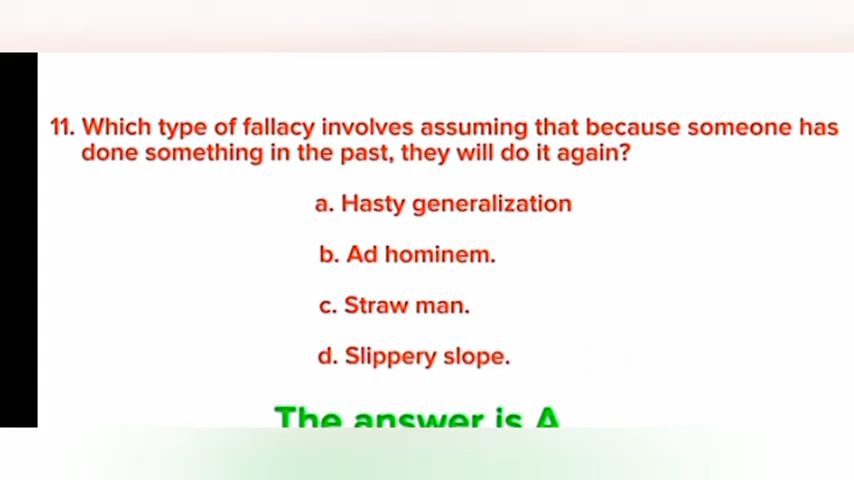 11. Which type of fallacy involves assuming that because someone has
done something in the past, they will do it again?
a. Hasty generalization
b. Ad hominem.
c. Straw man.
d. Slippery slope.
The answer is A